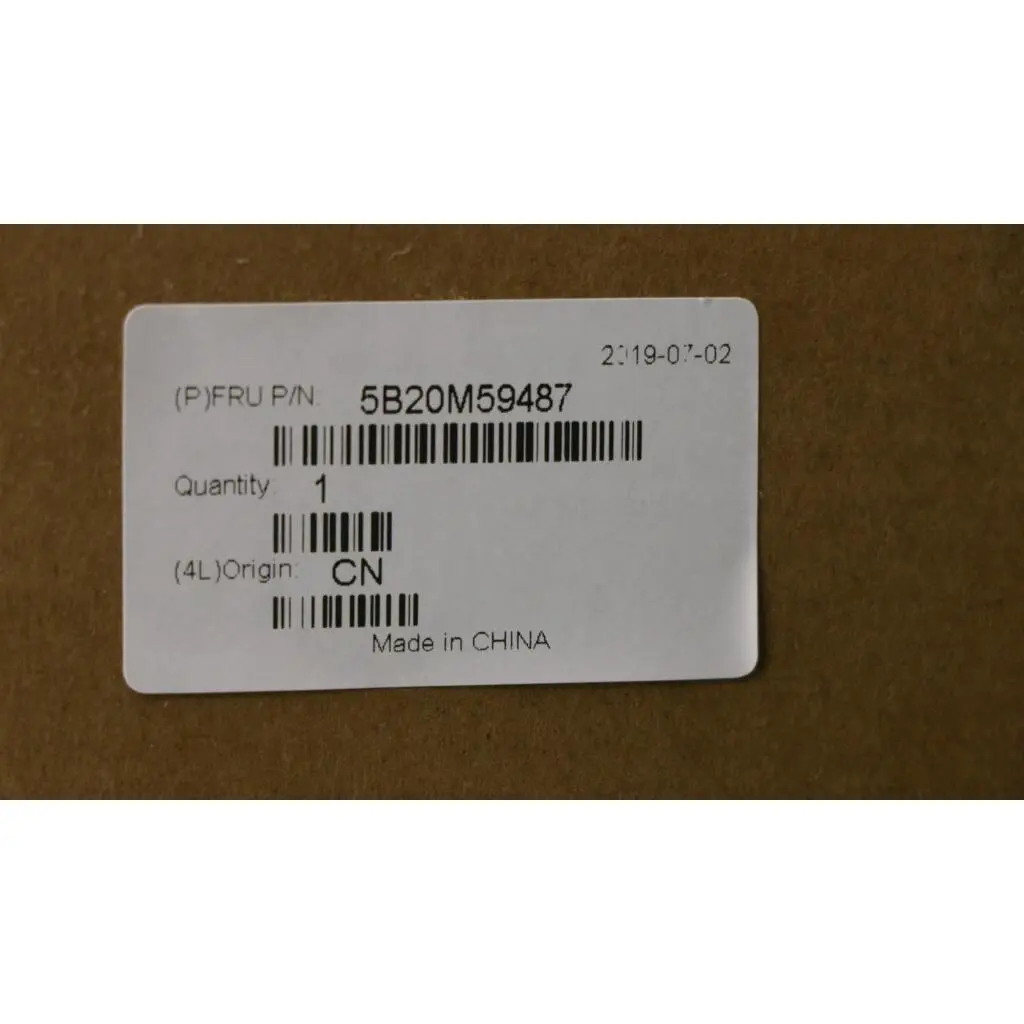 2019-07-02
(P)FRU P/N: 5B20M59487
Quantity: 1
(4L)Origin: CN
Made in CHINA